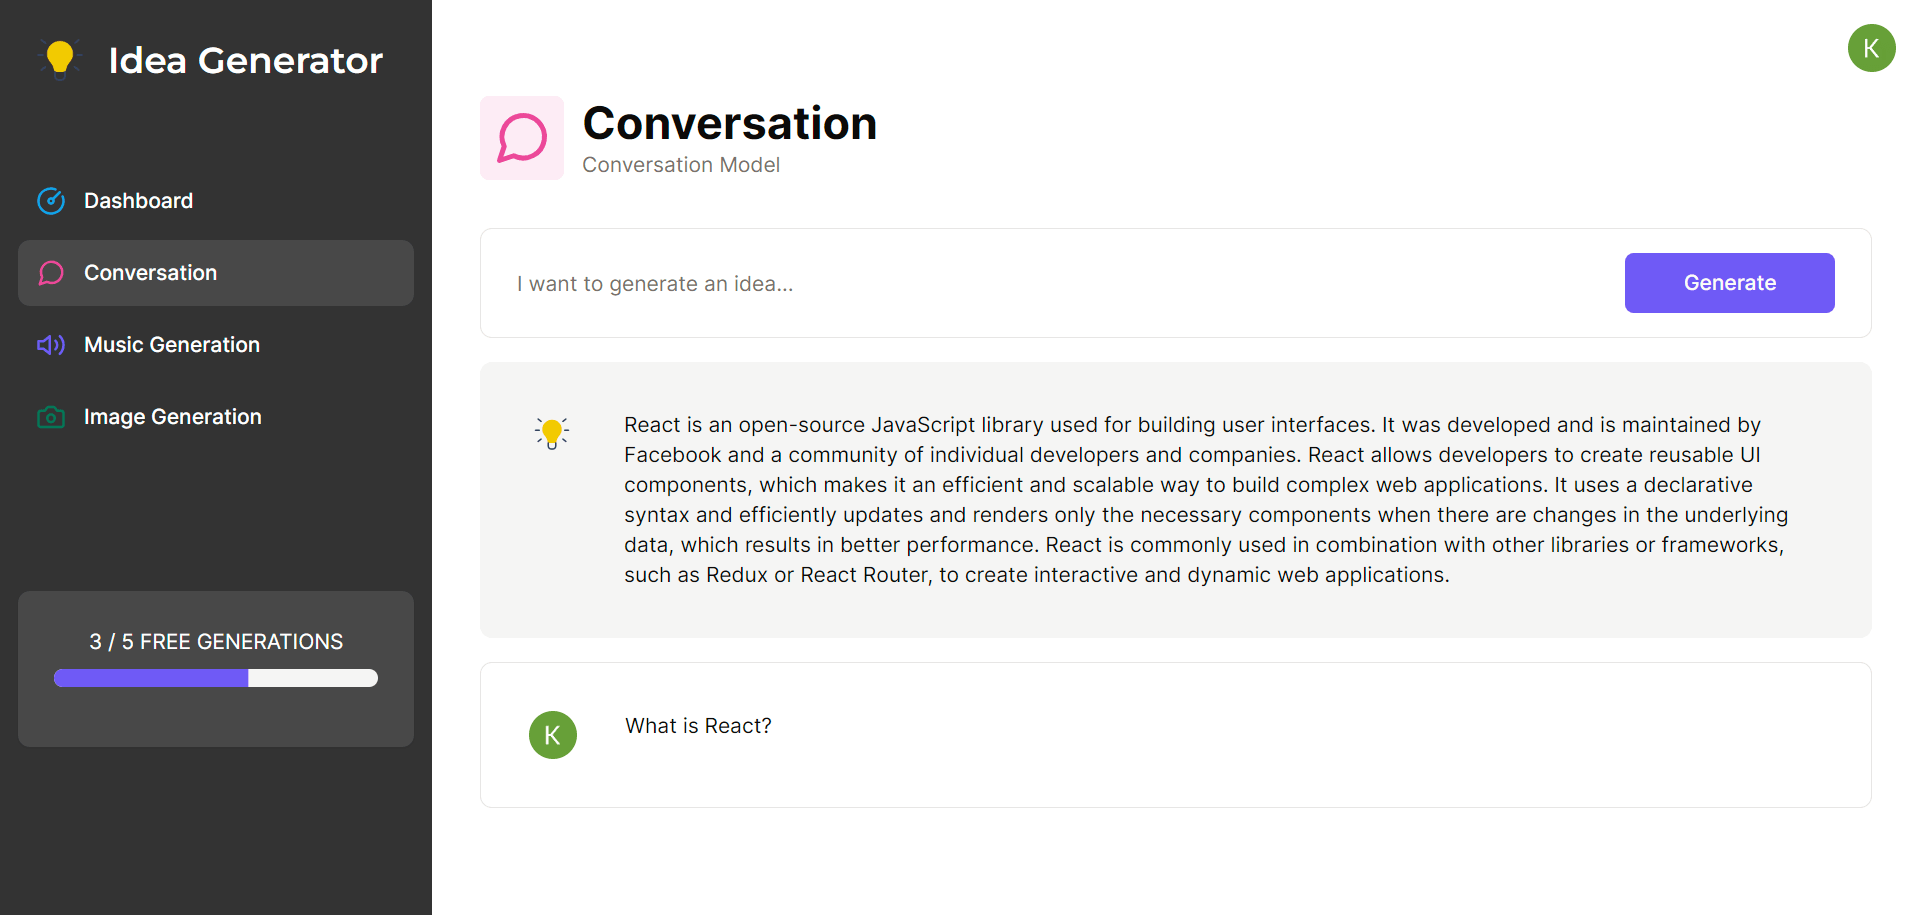 Idea Generator
Dashboard
Conversation
Music Generation
Image Generation
3 / 5 FREE GENERATIONS
K
Conversation
Conversation Model
I want to generate an idea...
Generate
React is an open-source JavaScript library used for building user interfaces. It was developed and is maintained by
Facebook and a community of individual developers and companies. React allows developers to create reusable UI
components, which makes it an efficient and scalable way to build complex web applications. It uses a declarative
syntax and efficiently updates and renders only the necessary components when there are changes in the underlying
data, which results in better performance. React is commonly used in combination with other libraries or frameworks,
such as Redux or React Router, to create interactive and dynamic web applications.
K
What is React?